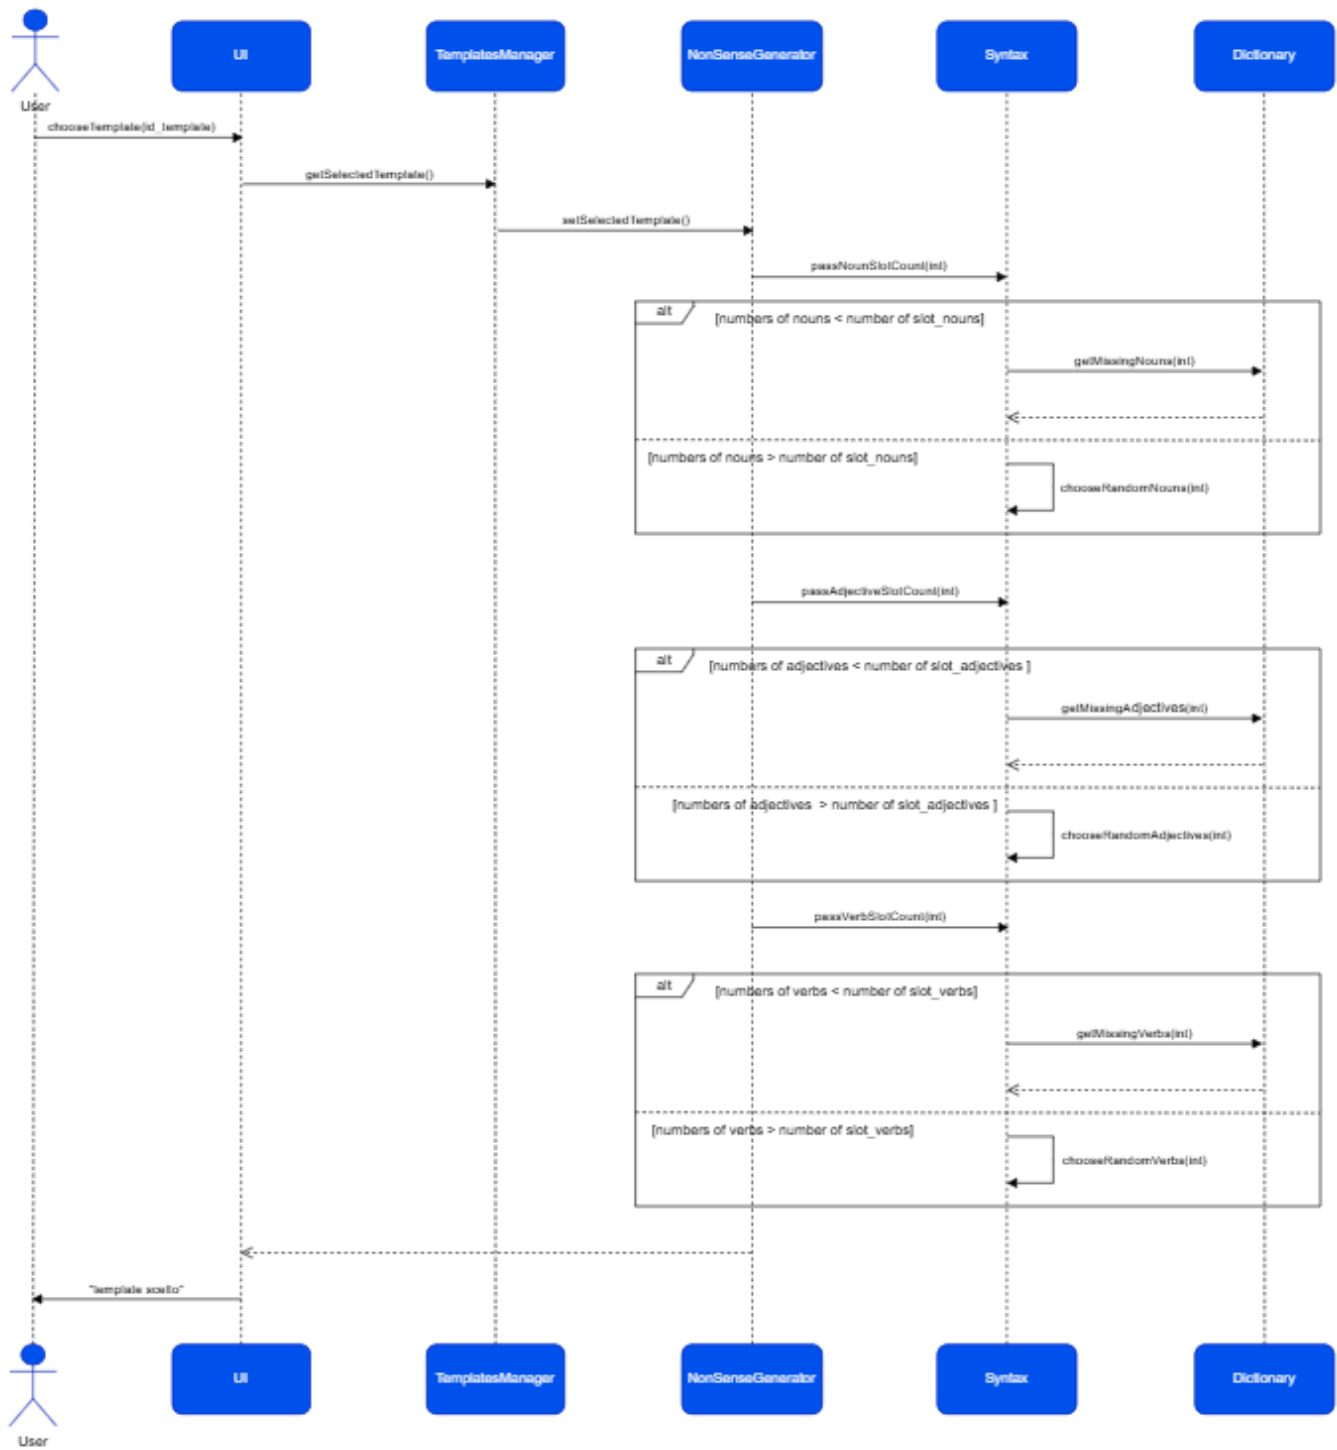 UI
TemplatesManager
NonSenseGenerator
Syntax
Dictionary
User
chooseTemplate(id_template)
getSelectedTemplate()
setSelectedTemplate()
passNounSlotCount(int)
alt
[numbers of nouns < number of slot_nouns]
getMissingNouns(int)
[numbers of nouns > number of slot_nouns]
chooseRandomNouns(int)
passAdjectiveSlotCount(int)
alt
[numbers of adjectives < number of slot_adjectives ]
getMissingAdjectives(int)
[numbers of adjectives > number of slot_adjectives ]
chooseRandomAdjectives(int)
passVerbSlotCount(int)
alt
[numbers of verbs < number of slot_verbs]
getMissingVerbs(int)
[numbers of verbs > number of slot_verbs]
chooseRandomVerbs(int)
"template scelto"
UI
TemplatesManager
NonSenseGenerator
Syntax
Dictionary
User